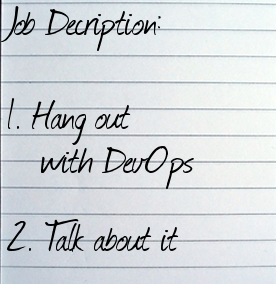 Job Decription:
1. Hang out
with DevOps
2. Talk about it